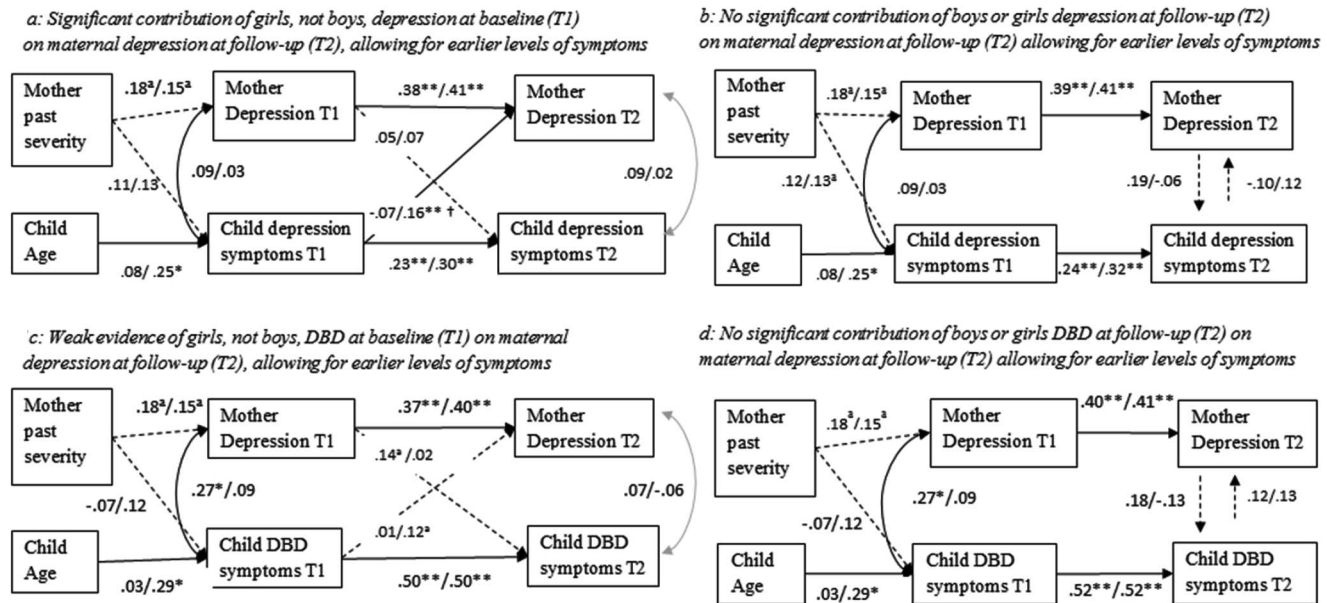 a: Significant contribution of girls, not boys, depression at baseline (T1)
on maternal depression at follow-up (T2), allowing for earlier levels of symptoms
Mother
past
severity
.18ª/.15ª
Mother
Depression T1
.38**/.41**
Mother
Depression T2
.05/.07
.11/.13
.09/.03
.09/.02
-.07/.16** †
Child
Age
.08/.25*
Child depression
symptoms T1
.23**/.30**
Child depression
symptoms T2
b: No significant contribution of boys or girls depression at follow-up (T2)
on maternal depression at follow-up (T2) allowing for earlier levels of symptoms
Mother
past
severity
.18ª/.15ª
Mother
Depression T1
.39**/.41**
Mother
Depression T2
.12/.13ª
.09/.03
.19/-.06
-.10/.12
Child
Age
.08/.25*
Child depression
symptoms T1
.24**/.32**
Child depression
symptoms T2
c: Weak evidence of girls, not boys, DBD at baseline (T1) on maternal
depression at follow-up (T2), allowing for earlier levels of symptoms
Mother
past
severity
.18ª/.15ª
Mother
Depression T1
.37**/.40**
Mother
Depression T2
.14ª/.02
-.07/.12
.27*/.09
.07/-.06
.01/.12ª
Child
Age
.03/.29*
Child DBD
symptoms T1
.50**/.50**
Child DBD
symptoms T2
d: No significant contribution of boys or girls DBD at follow-up (T2) on
maternal depression at follow-up (T2) allowing for earlier levels of symptoms
Mother
past
severity
.18ª/.15ª
Mother
Depression T1
.40**/.41**
Mother
Depression T2
-.07/.12
.27*/.09
.18/-.13
.12/.13
Child
Age
.03/.29*
Child DBD
symptoms T1
.52**/.52**
Child DBD
symptoms T2